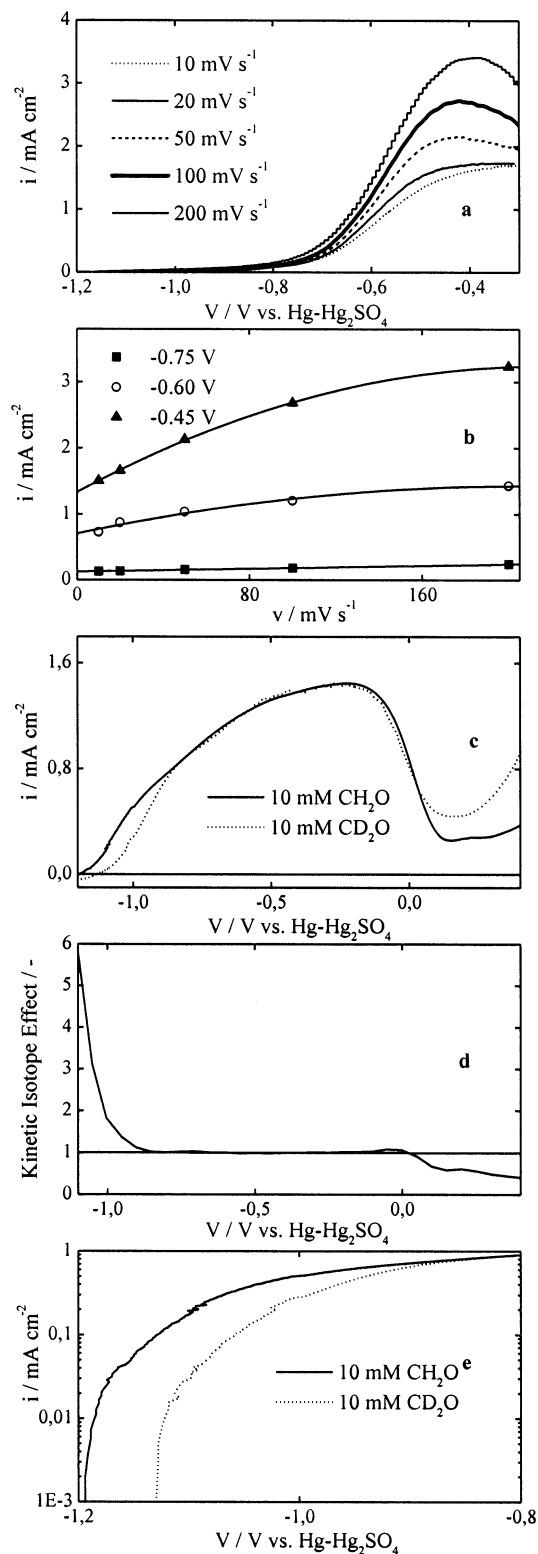 4
3
2
1
0
i / mA cm-2
10 mV s-1
20 mV s-1
50 mV s-1
100 mV s-1
200 mV s-1
a
-1,2 -1,0 -0,8 -0,6 -0,4
V / V vs. Hg-Hg2SO4
3
2
1
0
i / mA cm-2
-0.75 V
-0.60 V
-0.45 V
b
0 80 160
v / mV s-1
1,6
0,8
0,0
i / mA cm-2
c
10 mM CH2O
10 mM CD2O
-1,0 -0,5 0,0
V / V vs. Hg-Hg2SO4
6
5
4
3
2
1
0
Kinetic Isotope Effect / -
d
-1,0 -0,5 0,0
V / V vs. Hg-Hg2SO4
1
0,1
0,01
1E-3
i / mA cm-2
10 mM CH2O e
10 mM CD2O
-1,2 -1,0 -0,8
V / V vs. Hg-Hg2SO4